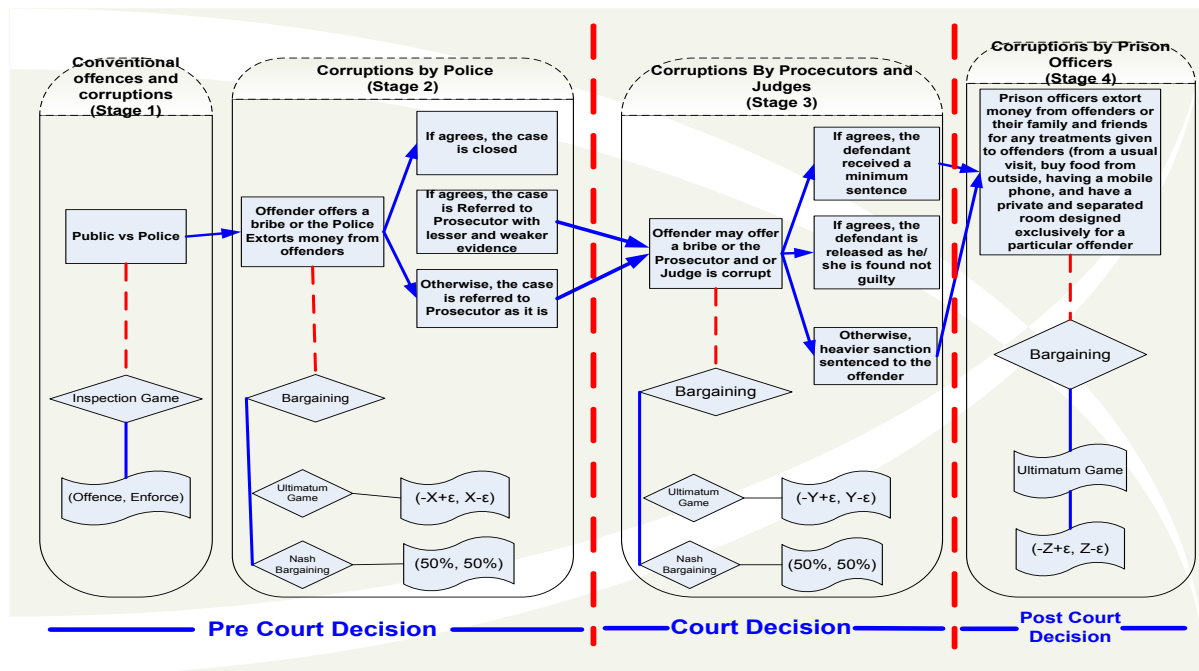 Conventional
offences and
corruptions
(Stage 1)
Public vs Police
Inspection Game
(Offence, Enforce)
Corruptions by Police
(Stage 2)
Offender offers a
bribe or the Police
Extorts money from
offenders
If agrees, the case
is closed
If agrees, the case
is Referred to
Prosecutor with
lesser and weaker
evidence
Otherwise, the case
is referred to
Prosecutor as it is
Bargaining
Ultimatum
Game
(-X+ε, X-ε)
Nash
Bargaining
(50%, 50%)
Corruptions By Procecutors and
Judges
(Stage 3)
Offender may offer
a bribe or the
Prosecutor and or
Judge is corrupt
If agrees, the
defendant
received a
minimum
sentence
If agrees, the
defendant is
released as he/
she is found not
guilty
Otherwise,
heavier sanction
sentenced to the
offender
Bargaining
Ultimatum
Game
(-Y+ε, Y-ε)
Nash
Bargaining
(50%, 50%)
Corruptions by Prison
Officers
(Stage 4)
Prison officers extort
money from offenders or
their family and friends
for any treatments given
to offenders (from a usual
visit, buy food from
outside, having a mobile
phone, and have a
private and separated
room designed
exclusively for a
particular offender
Bargaining
Ultimatum Game
(-Z+ε, Z-ε)
Pre Court Decision
Court Decision
Post Court
Decision